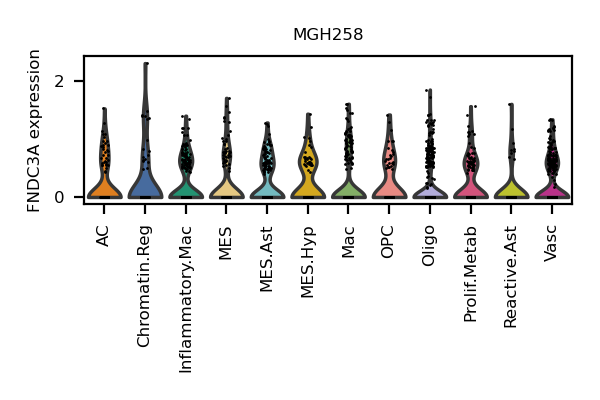 MGH258
FNDC3A expression
2
0
AC
Chromatin.Reg
Inflammatory.Mac
MES
MES.Ast
MES.Hyp
Mac
OPC
Oligo
Prolif.Metab
Reactive.Ast
Vasc